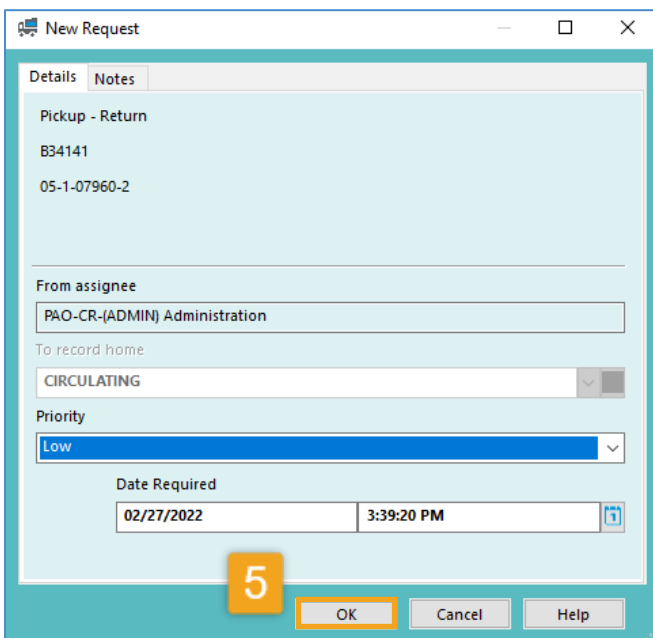 New Request
Details Notes
Pickup - Return
B34141
05-1-07960-2
From assignee
PAO-CR-(ADMIN) Administration
To record home
CIRCULATING
Priority
Low
Date Required
02/27/2022 3:39:20 PM
1
5
OK Cancel Help